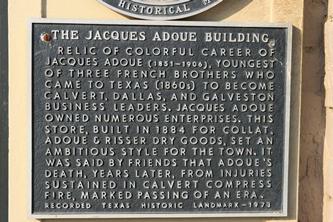 HISTORICAL
THE JACQUES ADOUE BUILDING
RELIC OF COLORFUL CAREER OF
JACQUES ADOUE (1851-1906), YOUNGEST
OF THREE FRENCH BROTHERS WHO
CAME TO TEXAS (1860s) TO BECOME
CALVERT, DALLAS, AND GALVESTON
BUSINESS LEADERS. JACQUES ADOUE
OWNED NUMEROUS ENTERPRISES. THIS
STORE, BUILT IN 1884 FOR COLLAT,
ADOUE & RISSER DRY GOODS, SET AN
AMBITIOUS STYLE FOR THE TOWN. IT
WAS SAID BY FRIENDS THAT ADOUE'S
DEATH, YEARS LATER, FROM INJURIES
SUSTAINED IN CALVERT COMPRESS
FIRE, MARKED PASSING OF AN ERA.
RECORDED TEXAS HISTORIC LANDMARK-1973